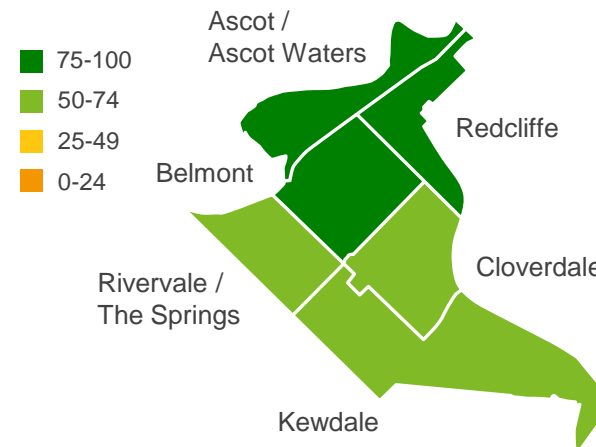 Ascot /
Ascot Waters
75-100
50-74
25-49
0-24
Redcliffe
Belmont
Cloverdale
Rivervale /
The Springs
Kewdale